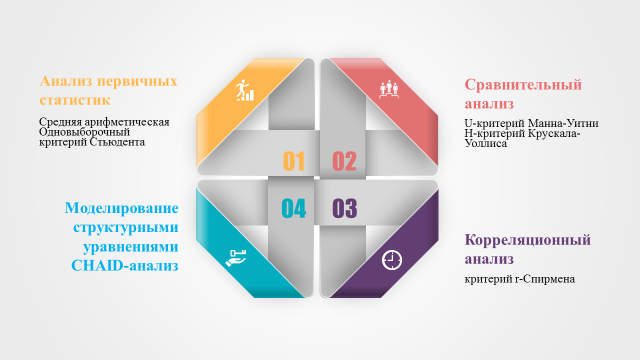 Анализ первичных
статистик
Средняя арифметическая
Одновыборочный
критерий Стьюдента
01
02
Сравнительный
анализ
U-критерий Манна-Уитни
Н-критерий Крускала-
Уоллиса
Моделирование
структурными
уравнениями
CHAID-анализ
04
03
Корреляционный
анализ
критерий r-Спирмена